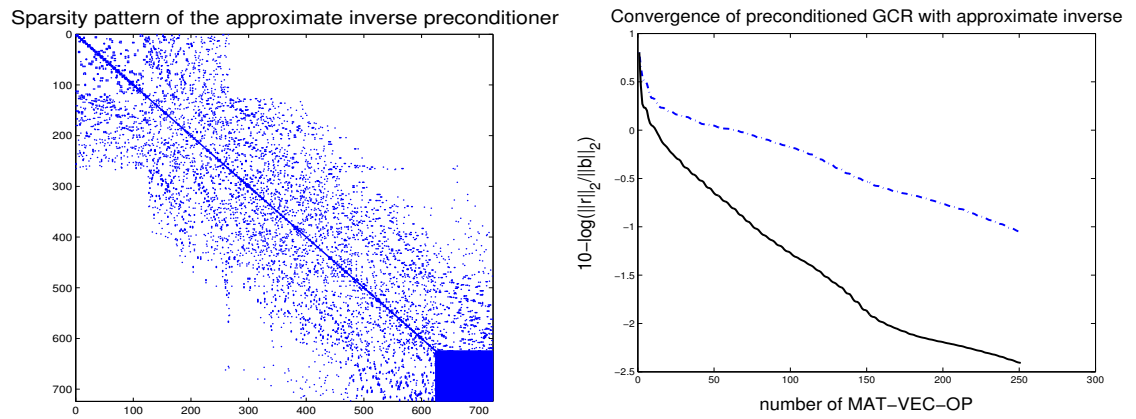 Sparsity pattern of the approximate inverse preconditioner
0
100
200
300
400
500
600
700
0 100 200 300 400 500 600 700
Convergence of preconditioned GCR with approximate inverse
1
0.5
0
−0.5
−1
−1.5
−2
−2.5
0 50 100 150 200 250 300
10−log(||r||2/||b||2)
number of MAT−VEC−OP